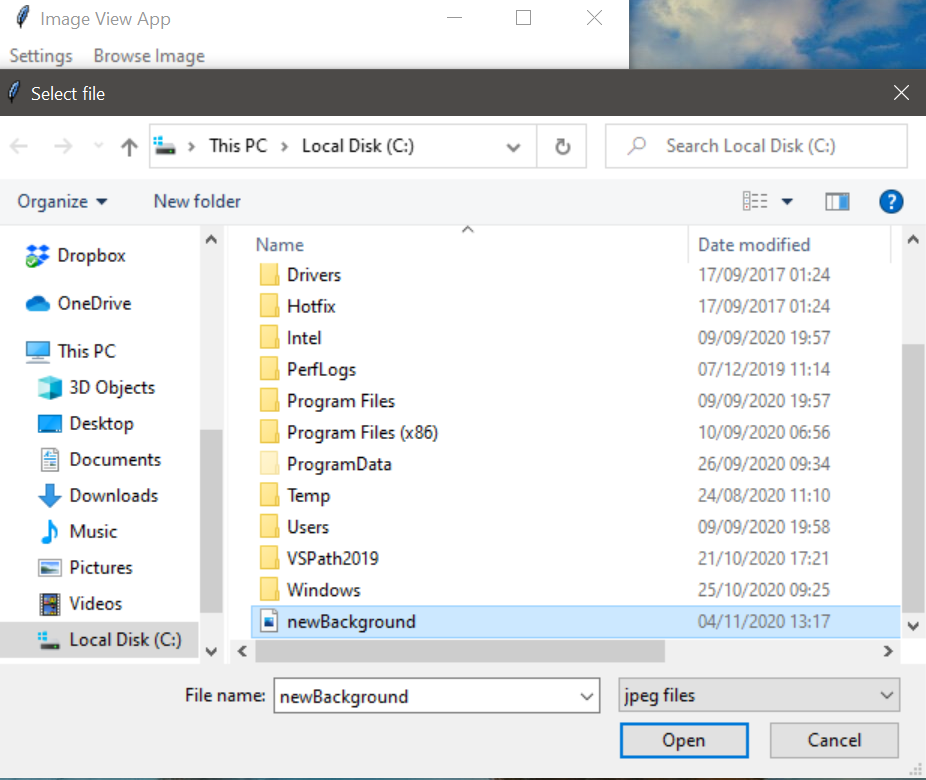 Image View App
Settings Browse Image
Select file
This PC Local Disk (C:) Search Local Disk (C:)
Organize New folder ?
Name Date modified
Dropbox
OneDrive
This PC
3D Objects
Desktop
Documents
Downloads
Music
Pictures
Videos
Local Disk (C:)
Drivers 17/09/2017 01:24
Hotfix 17/09/2017 01:24
Intel 09/09/2020 19:57
PerfLogs 07/12/2019 11:14
Program Files 09/09/2020 19:57
Program Files (x86) 10/09/2020 06:56
ProgramData 26/09/2020 09:34
Temp 24/08/2020 11:10
Users 09/09/2020 19:58
VSPath2019 21/10/2020 17:21
Windows 25/10/2020 09:25
newBackground 04/11/2020 13:17
File name: newBackground jpeg files
Open Cancel